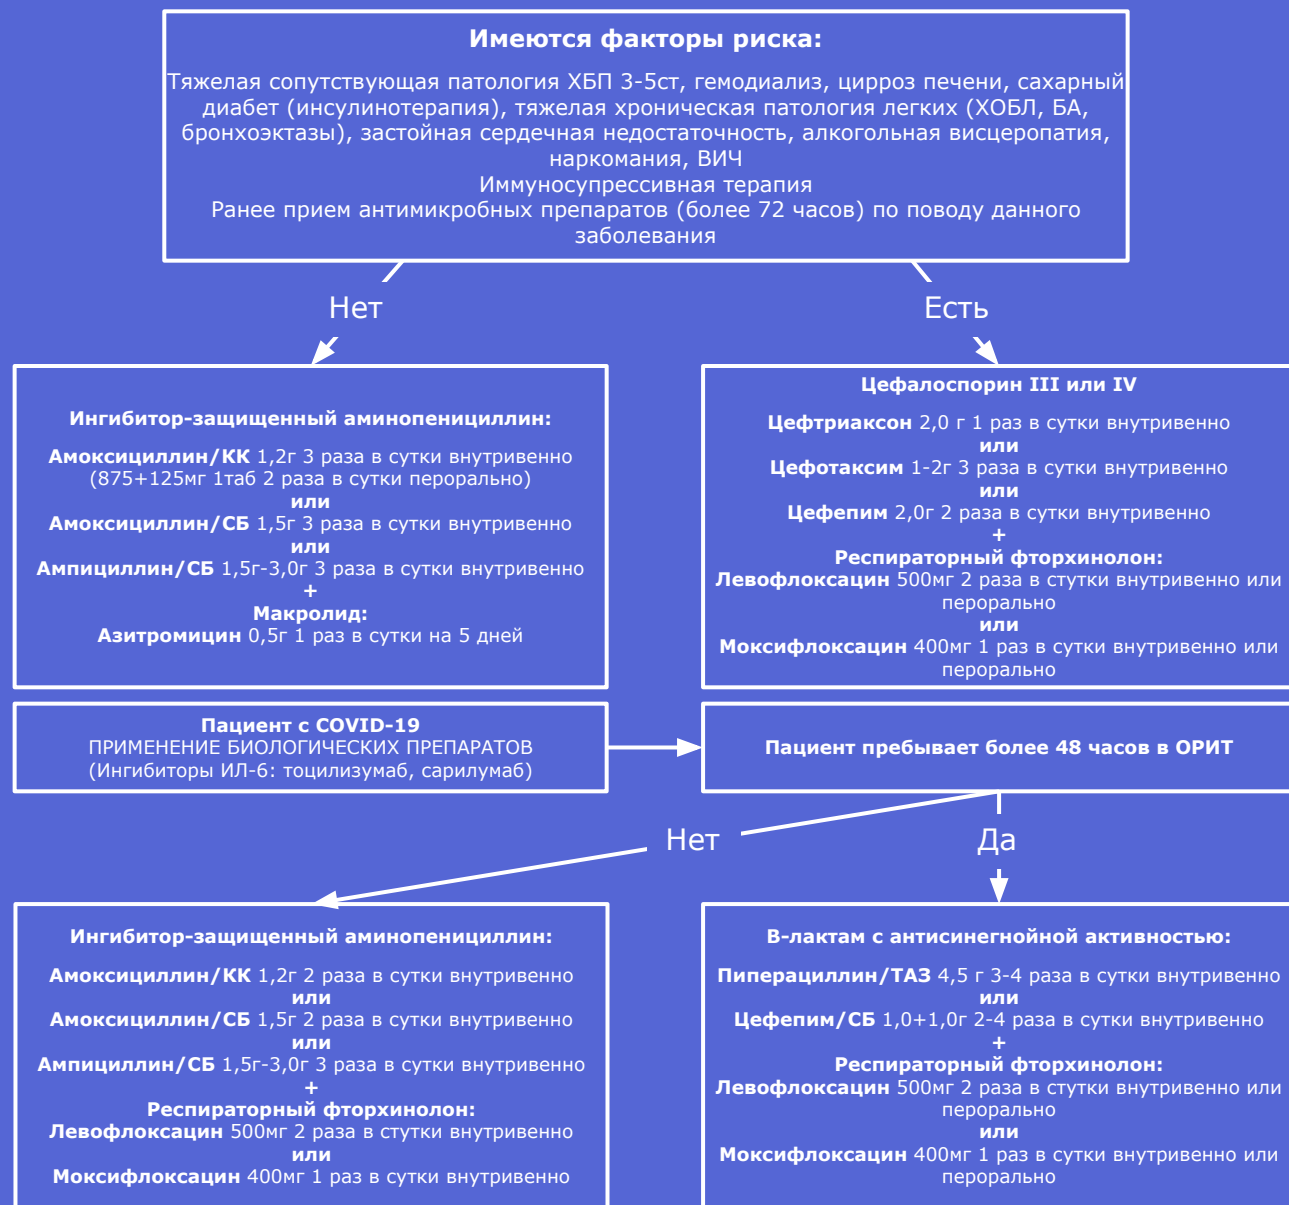 Имеются факторы риска:
Тяжелая сопутствующая патология ХБП 3-5ст, гемодиализ, цирроз печени, сахарный
диабет (инсулинотерапия), тяжелая хроническая патология легких (ХОБЛ, БА,
бронхоэктазы), застойная сердечная недостаточность, алкогольная висцеропатия,
наркомания, ВИЧ
Иммуносупрессивная терапия
Ранее прием антимикробных препаратов (более 72 часов) по поводу данного
заболевания
Нет
Есть
Ингибитор-защищенный аминопенициллин:
Амоксициллин/КК 1,2г 3 раза в сутки внутривенно
(875+125мг 1таб 2 раза в сутки перорально)
или
Амоксициллин/СБ 1,5г 3 раза в сутки внутривенно
или
Ампициллин/СБ 1,5г-3,0г 3 раза в сутки внутривенно
+
Макролид:
Азитромицин 0,5г 1 раз в сутки на 5 дней
Цефалоспорин III или IV
Цефтриаксон 2,0 г 1 раз в сутки внутривенно
или
Цефотаксим 1-2г 3 раза в сутки внутривенно
или
Цефепим 2,0г 2 раза в сутки внутривенно
+
Респираторный фторхинолон:
Левофлоксацин 500мг 2 раза в стутки внутривенно или
перорально
или
Моксифлоксацин 400мг 1 раз в сутки внутривенно или
перорально
Пациент с COVID-19
ПРИМЕНЕНИЕ БИОЛОГИЧЕСКИХ ПРЕПАРАТОВ
(Ингибиторы ИЛ-6: тоцилизумаб, сарилумаб)
Пациент пребывает более 48 часов в ОРИТ
Нет
Да
Ингибитор-защищенный аминопенициллин:
Амоксициллин/КК 1,2г 2 раза в сутки внутривенно
или
Амоксициллин/СБ 1,5г 2 раза в сутки внутривенно
или
Ампициллин/СБ 1,5г-3,0г 3 раза в сутки внутривенно
+
Респираторный фторхинолон:
Левофлоксацин 500мг 2 раза в стутки внутривенно
или
Моксифлоксацин 400мг 1 раз в сутки внутривенно
В-лактам с антисинегнойной активностью:
Пиперациллин/ТАЗ 4,5 г 3-4 раза в сутки внутривенно
или
Цефепим/СБ 1,0+1,0г 2-4 раза в сутки внутривенно
+
Респираторный фторхинолон:
Левофлоксацин 500мг 2 раза в стутки внутривенно или
перорально
или
Моксифлоксацин 400мг 1 раз в сутки внутривенно или
перорально